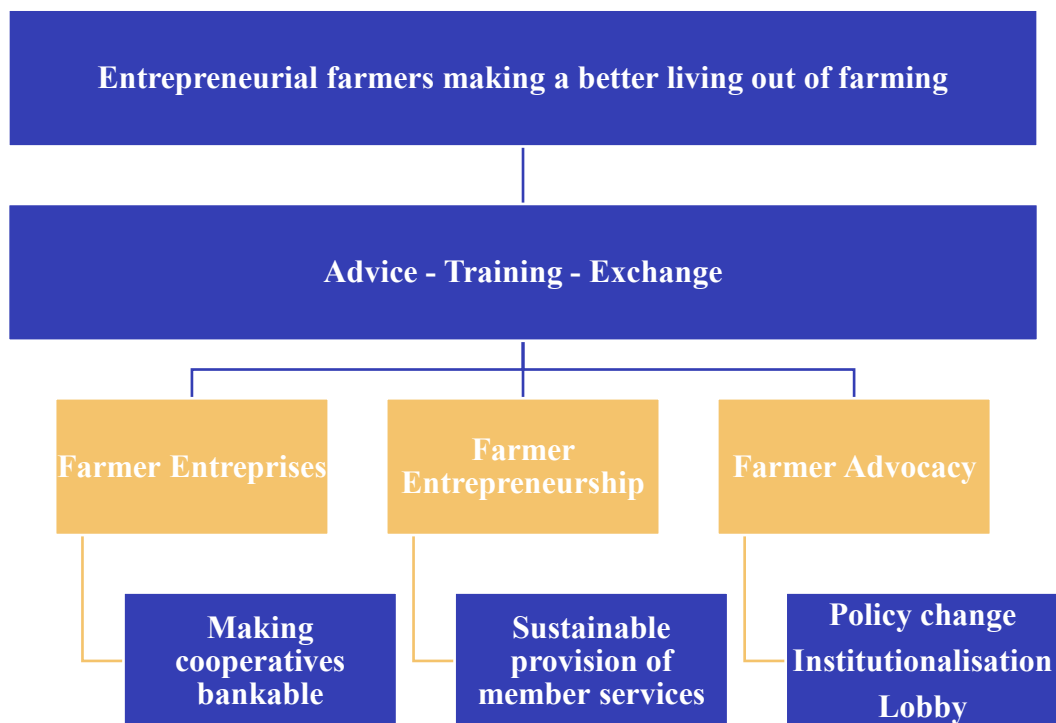 Entrepreneurial farmers making a better living out of farming
Advice - Training - Exchange
Farmer Entreprises
Farmer
Entrepreneurship
Farmer Advocacy
Making
cooperatives
bankable
Sustainable
provision of
member services
Policy change
Institutionalisation
Lobby